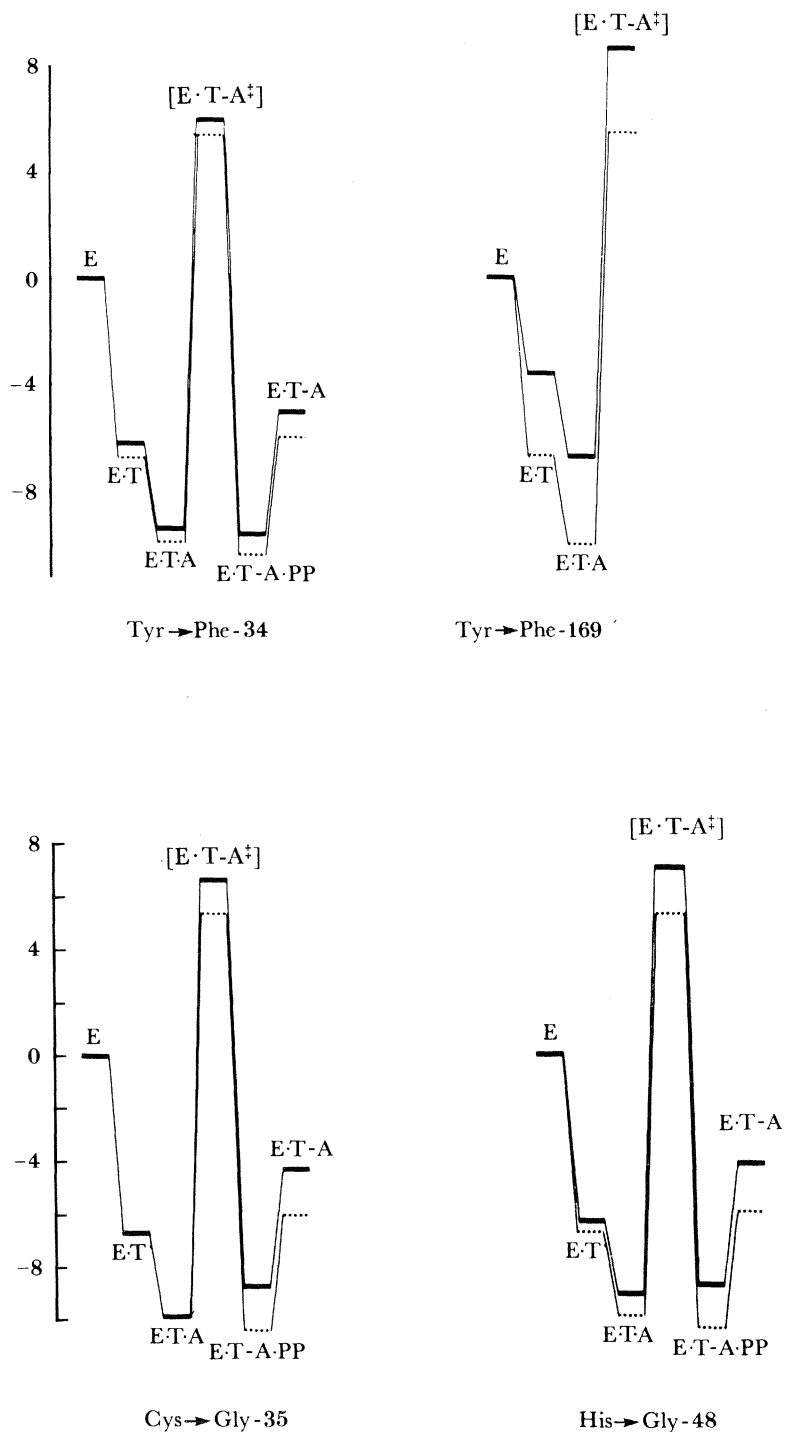 [E·T-A‡]
[E·T-A‡]
8
4
0
−4
−8
E
E
E·T-A
E·T
E·T
E·T·A
E·T-A·PP
E·T·A
Tyr→Phe-34
Tyr→Phe-169
[E·T-A‡]
[E·T-A‡]
8
4
0
−4
−8
E
E
E·T-A
E·T-A
E·T
E·T
E·T·A
E·T-A·PP
E·T·A
E·T-A·PP
Cys→Gly-35
His→Gly-48